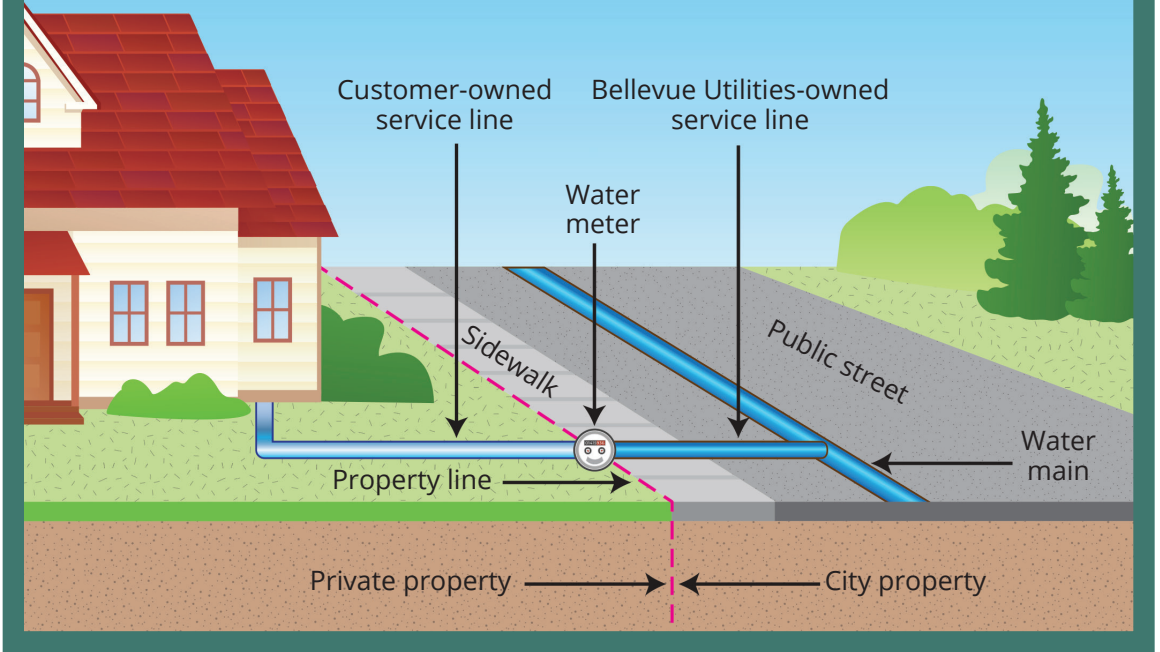 Customer-owned
service line
Bellevue Utilities-owned
service line
Water
meter
Sidewalk
Public street
Water
main
Property line
Private property
City property